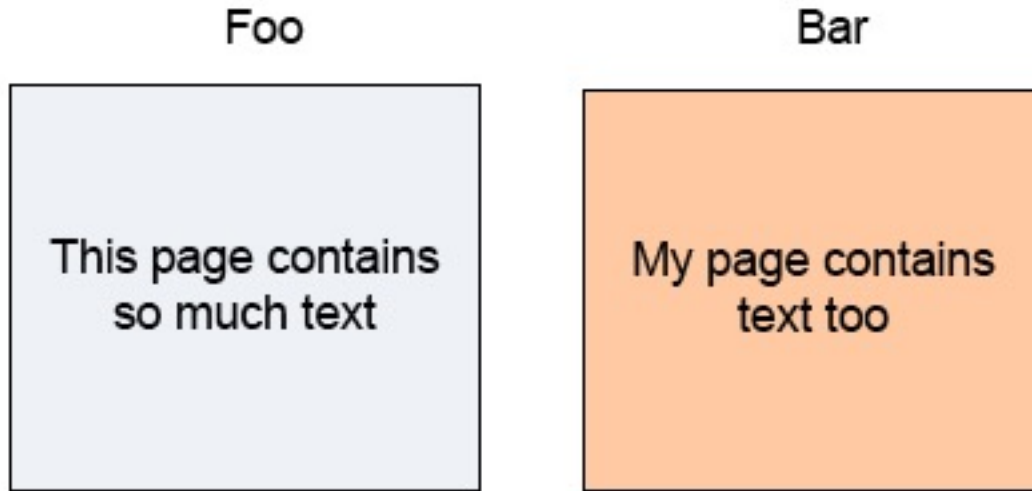 Foo
This page contains
so much text
Bar
My page contains
text too